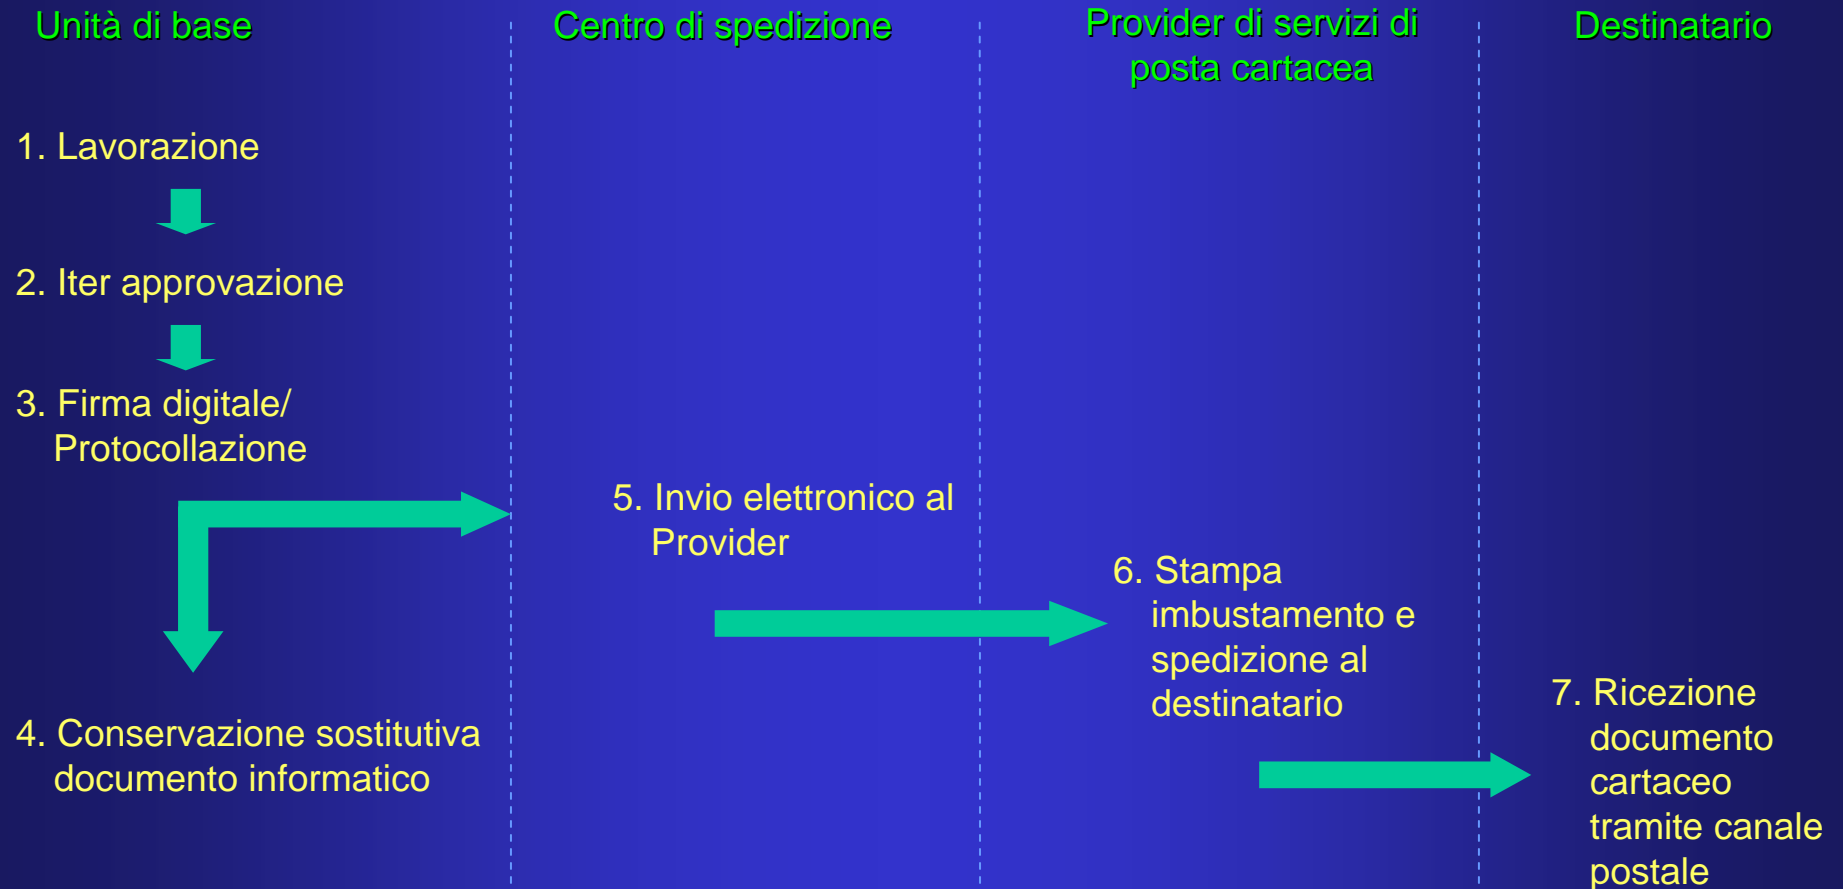 Unità di base
Centro di spedizione
Provider di servizi di
posta cartacea
Destinatario
1. Lavorazione
2. Iter approvazione
3. Firma digitale/
Protocollazione
4. Conservazione sostitutiva
documento informatico
5. Invio elettronico al
Provider
6. Stampa
imbustamento e
spedizione al
destinatario
7. Ricezione
documento
cartaceo
tramite canale
postale